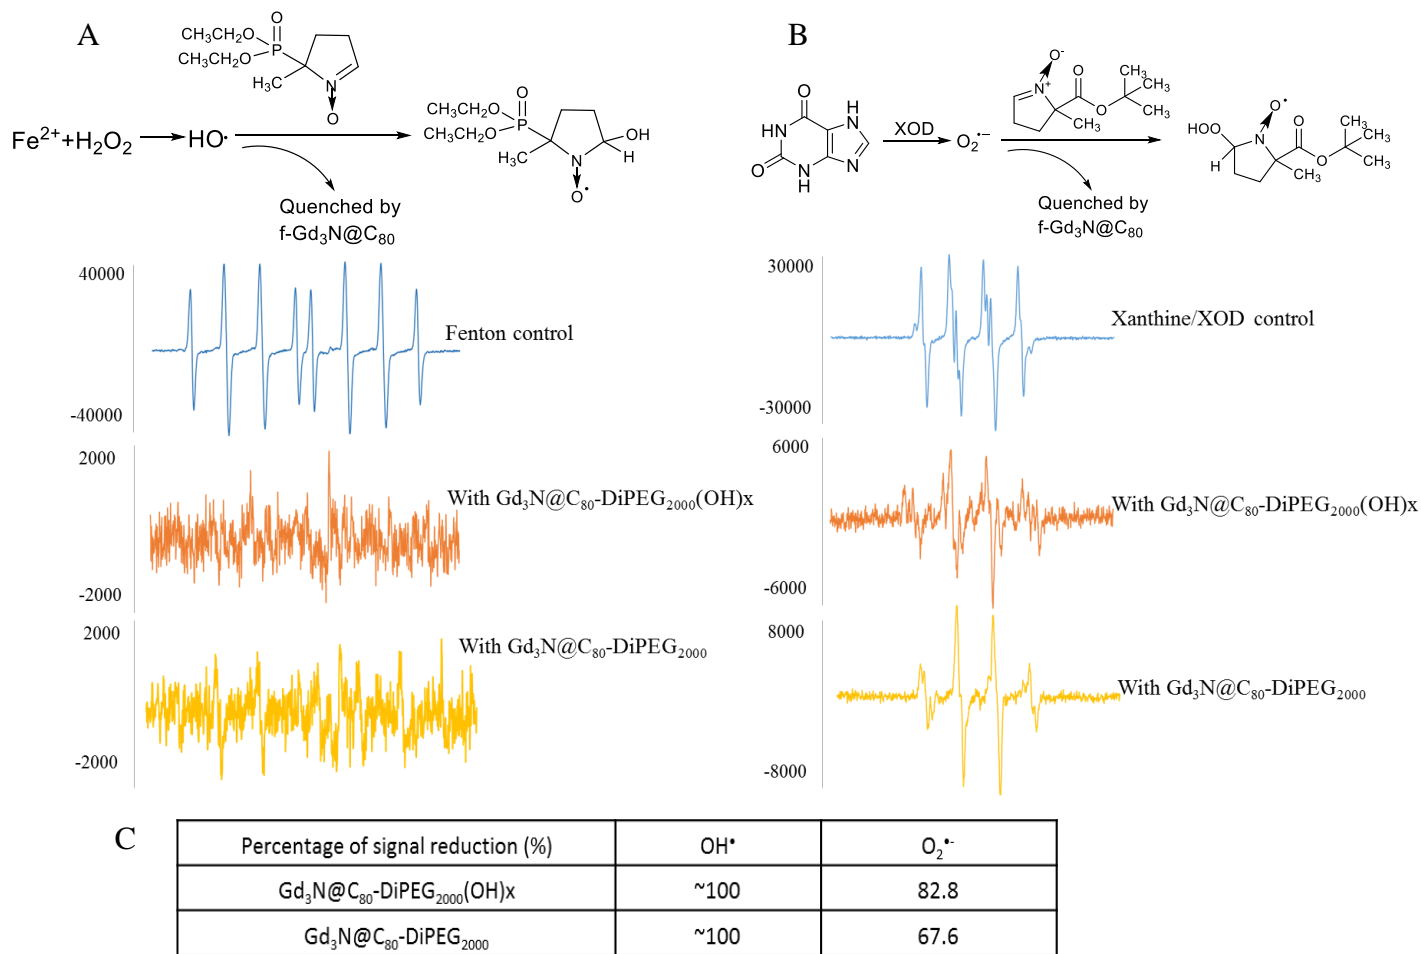 A
O
CH₃CH₂O
CH₃CH₂O
P
H₃C
N
O
Fe²⁺+H₂O₂
HO•
Quenched by
f-Gd₃N@C₈₀
O
CH₃CH₂O
CH₃CH₂O
P
H₃C
N
O•
OH
H
40000
-40000
Fenton control
2000
-2000
With Gd₃N@C₈₀-DiPEG₂₀₀₀(OH)x
2000
-2000
With Gd₃N@C₈₀-DiPEG₂₀₀₀
B
O
HN
O
N
H
H
N
N
XOD
O₂•−
O-
N+
O
O
CH₃
CH₃
CH₃
CH₃
Quenched by
f-Gd₃N@C₈₀
HOO
H
O•
N
O
O
CH₃
H₃C
CH₃
CH₃
30000
-30000
Xanthine/XOD control
6000
-6000
With Gd₃N@C₈₀-DiPEG₂₀₀₀(OH)x
8000
-8000
With Gd₃N@C₈₀-DiPEG₂₀₀₀
C
Percentage of signal reduction (%) OH• O₂•-
Gd₃N@C₈₀-DiPEG₂₀₀₀(OH)x ~100 82.8
Gd₃N@C₈₀-DiPEG₂₀₀₀ ~100 67.6